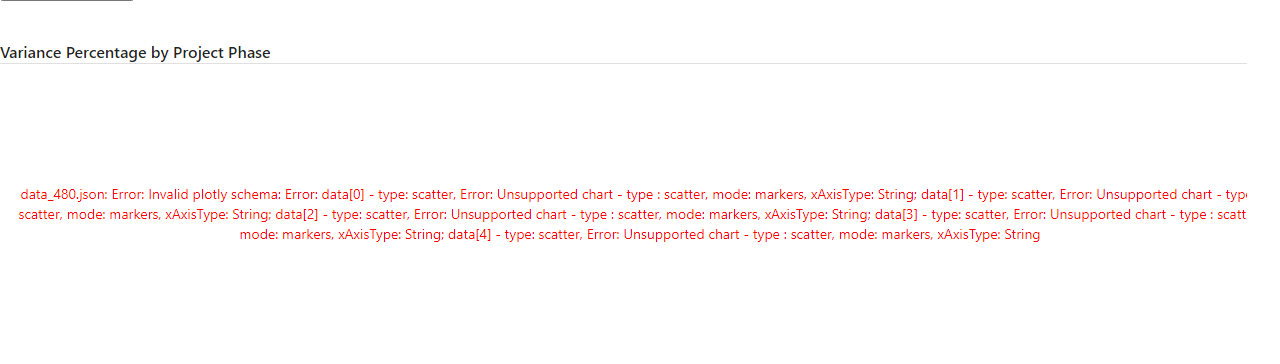 Variance Percentage by Project Phase
data_480.json: Error: Invalid plotly schema: Error: data[0] - type: scatter, Error: Unsupported chart - type : scatter, mode: markers, xAxisType: String; data[1] - type: scatter, Error: Unsupported chart - type
scatter, mode: markers, xAxisType: String; data[2] - type: scatter, Error: Unsupported chart - type : scatter, mode: markers, xAxisType: String; data[3] - type: scatter, Error: Unsupported chart - type : scatt
mode: markers, xAxisType: String; data[4] - type: scatter, Error: Unsupported chart - type : scatter, mode: markers, xAxisType: String